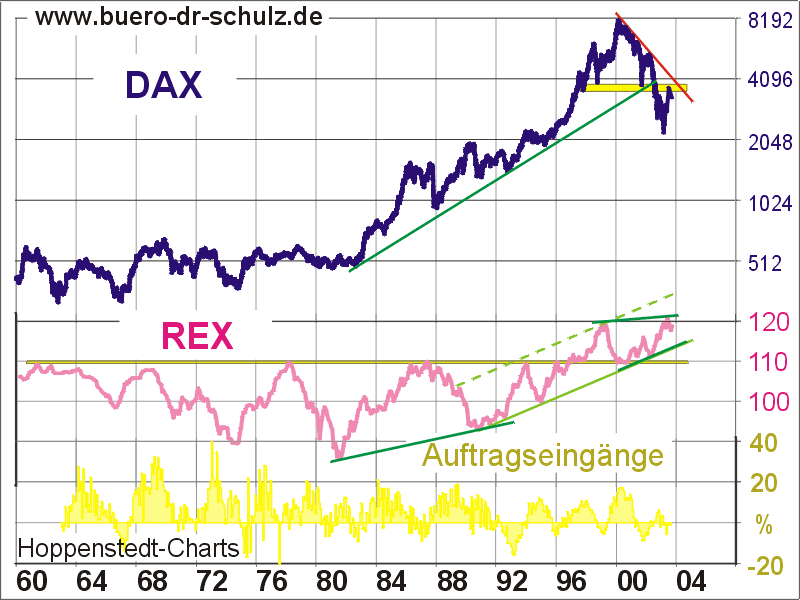 www.buero-dr-schulz.de
8192
DAX
4096
2048
1024
512
REX
120
110
100
Auftragseingänge
40
20
%
-20
Hoppenstedt-Charts
60 64 68 72 76 80 84 88 92 96 00 04